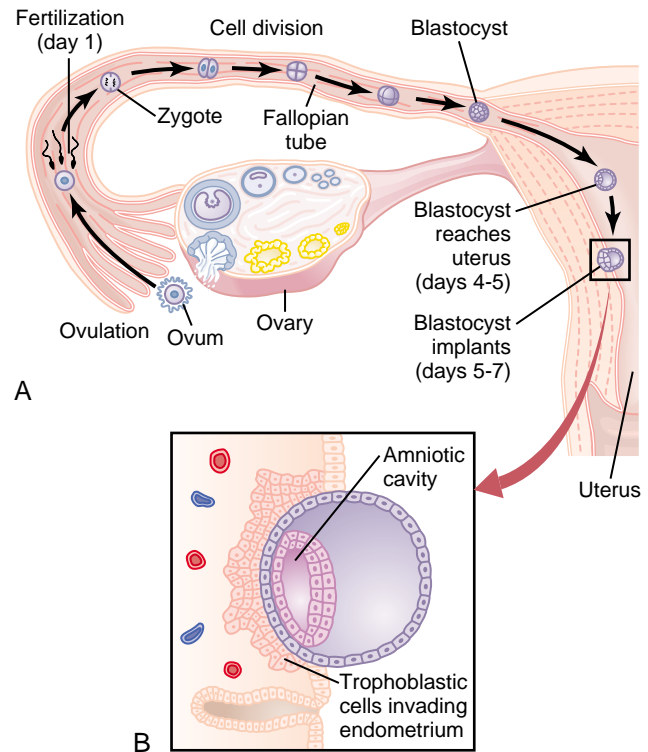 Fertilization
(day 1)
Cell division
Blastocyst
Zygote
Fallopian
tube
Blastocyst
reaches
uterus
(days 4-5)
Ovulation
Ovum
Ovary
Blastocyst
implants
(days 5-7)
A
Uterus
Amniotic
cavity
Trophoblastic
cells invading
endometrium
B